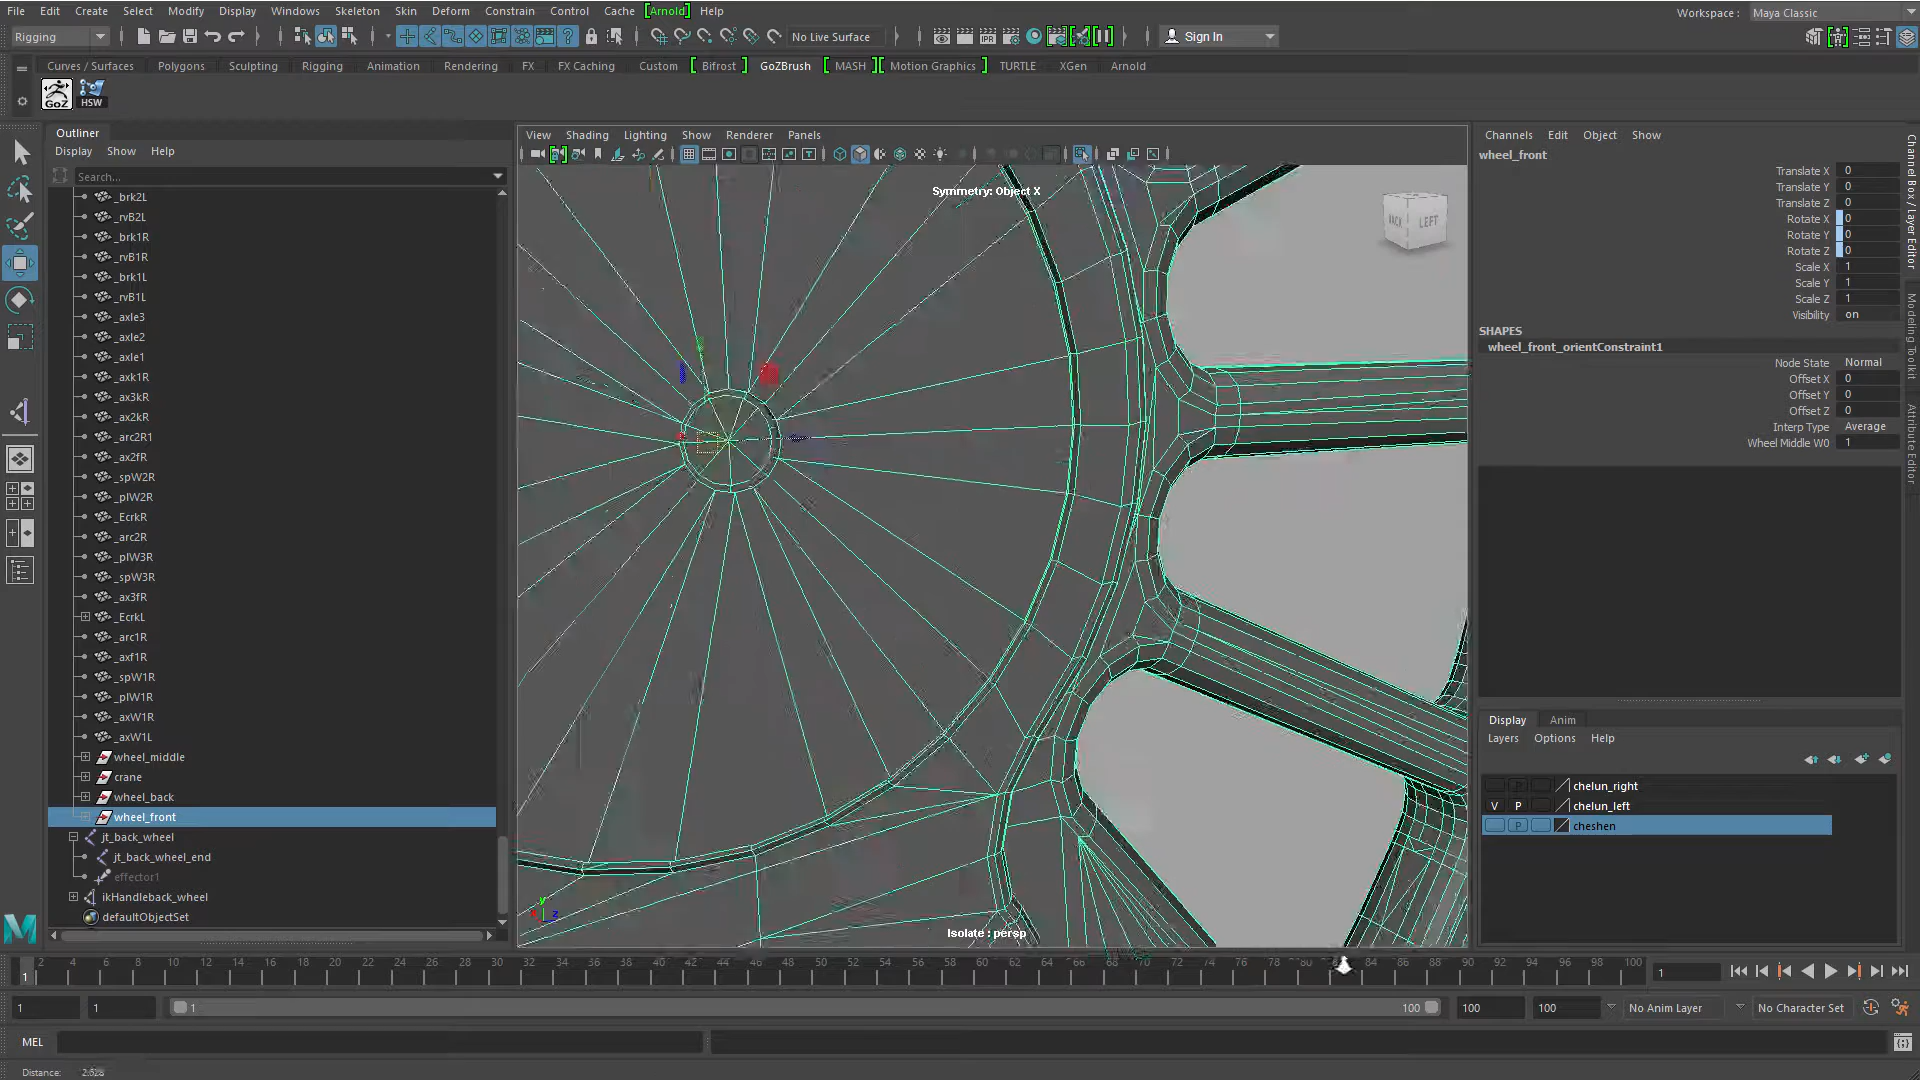 File Edit Create Select Modify Display Windows Skeleton Skin Deform Constrain Control Cache [Arnold] Help
Workspace : Maya Classic
Rigging No Live Surface Sign In
Curves / Surfaces Polygons Sculpting Rigging Animation Rendering FX FX Caching Custom [ Bifrost ] GoZBrush [ MASH ] [ Motion Graphics ] TURTLE XGen Arnold
GoZ HSW
Outliner
Display Show Help
Search...
_brk2L
_rvB2L
_brk1R
_rvB1R
_brk1L
_rvB1L
_axle3
_axle2
_axle1
_axk1R
_ax3kR
_ax2kR
_arc2R1
_ax2fR
_spW2R
_plW2R
_EcrkR
_arc2R
_plW3R
_spW3R
_ax3fR
_EcrkL
_arc1R
_axf1R
_spW1R
_plW1R
_axW1R
_axW1L
wheel_middle
crane
wheel_back
wheel_front
jt_back_wheel
jt_back_wheel_end
effector1
ikHandleback_wheel
defaultObjectSet
View Shading Lighting Show Renderer Panels
Symmetry: Object X
BACK LEFT
y
z
Isolate : persp
Channels Edit Object Show
wheel_front
Translate X 0
Translate Y 0
Translate Z 0
Rotate X 0
Rotate Y 0
Rotate Z 0
Scale X 1
Scale Y 1
Scale Z 1
Visibility on
SHAPES
wheel_front_orientConstraint1
Node State Normal
Offset X 0
Offset Y 0
Offset Z 0
Interp Type Average
Wheel Middle W0 1
Channel Box / Layer Editor
Modeling Toolkit
Attribute Editor
Display Anim
Layers Options Help
P chelun_right
V P chelun_left
P cheshen
2 4 6 8 10 12 14 16 18 20 22 24 26 28 30 32 34 36 38 40 42 44 46 48 50 52 54 56 58 60 62 64 66 68 70 72 74 76 78 80 82 84 86 88 90 92 94 96 98 100
1 1
1 1 1 100 100 100 No Anim Layer No Character Set
MEL
Distance: